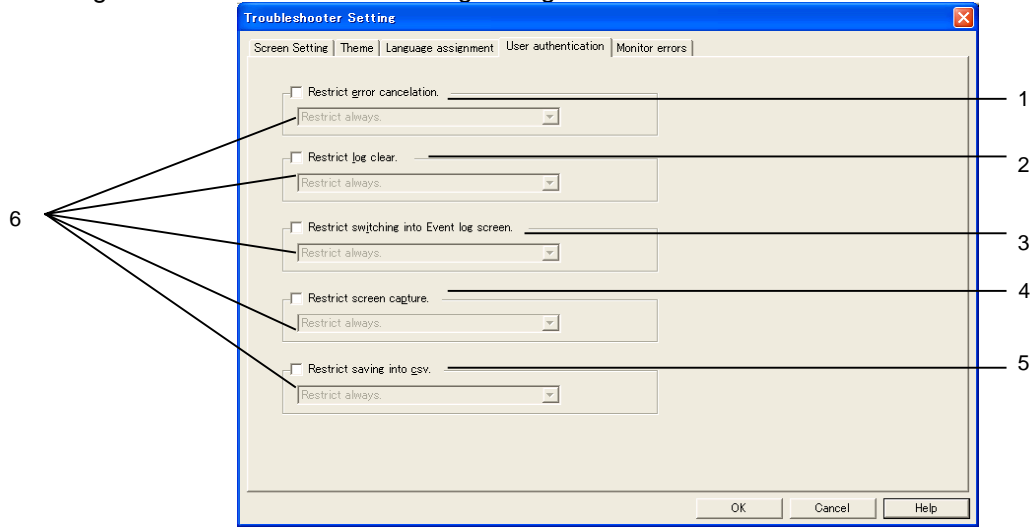 Troubleshooter Setting
Screen Setting Theme Language assignment User authentication Monitor errors
Restrict error cancelation.
1
Restrict always.
Restrict log clear.
2
Restrict always.
6
Restrict switching into Event log screen.
3
Restrict always.
Restrict screen capture.
4
Restrict always.
Restrict saving into csv.
5
Restrict always.
OK Cancel Help